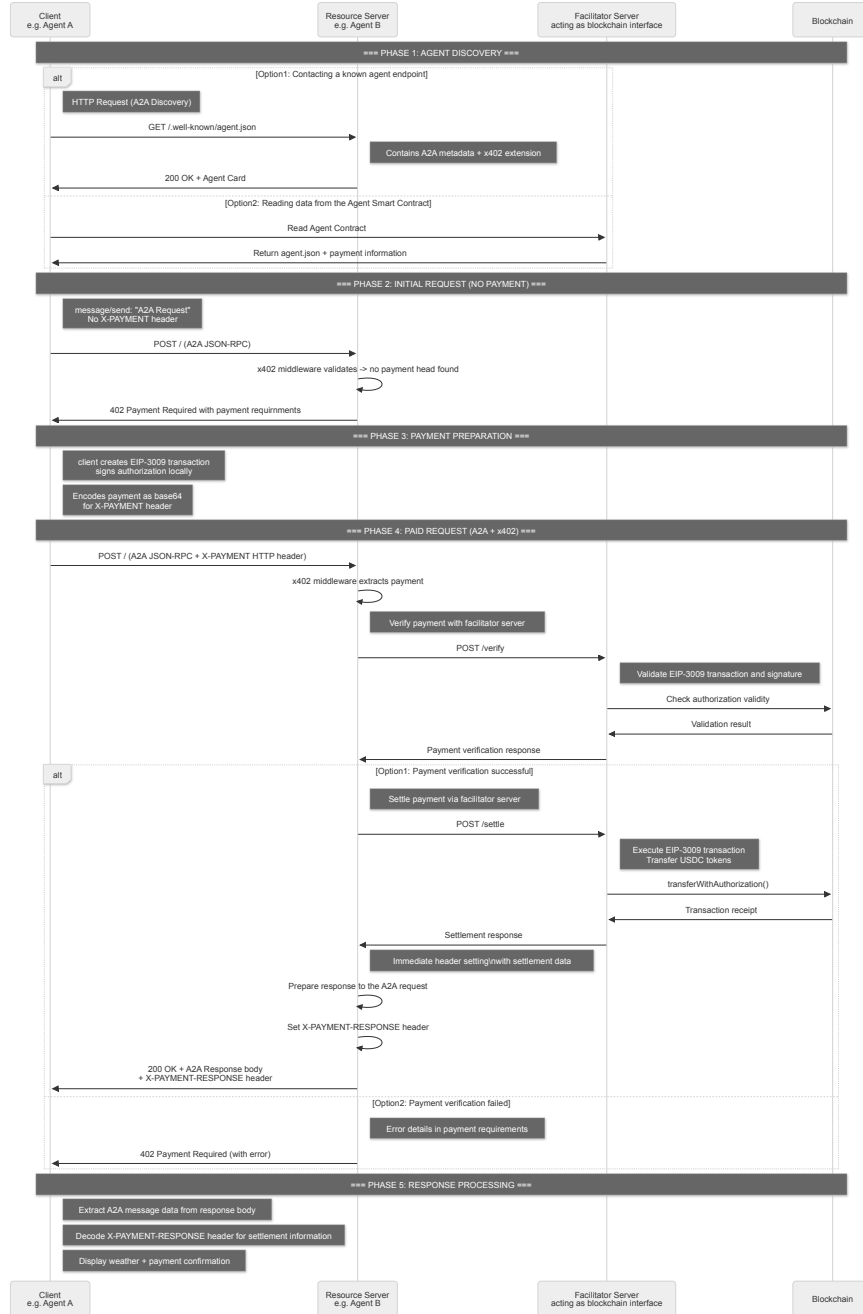 Client
e.g. Agent A
Resource Server
e.g. Agent B
Facilitator Server
acting as blockchain interface
Blockchain
=== PHASE 1: AGENT DISCOVERY ===
alt
[Option1: Contacting a known agent endpoint]
HTTP Request (A2A Discovery)
GET /.well-known/agent.json
Contains A2A metadata + x402 extension
200 OK + Agent Card
[Option2: Reading data from the Agent Smart Contract]
Read Agent Contract
Return agent.json + payment information
=== PHASE 2: INITIAL REQUEST (NO PAYMENT) ===
message/send: "A2A Request"
No X-PAYMENT header
POST / (A2A JSON-RPC)
x402 middleware validates -> no payment head found
402 Payment Required with payment requirnments
=== PHASE 3: PAYMENT PREPARATION ===
client creates EIP-3009 transaction
signs authorization locally
Encodes payment as base64
for X-PAYMENT header
=== PHASE 4: PAID REQUEST (A2A + x402) ===
POST / (A2A JSON-RPC + X-PAYMENT HTTP header)
x402 middleware extracts payment
Verify payment with facilitator server
POST /verify
Validate EIP-3009 transaction and signature
Check authorization validity
Validation result
Payment verification response
alt
[Option1: Payment verification successful]
Settle payment via facilitator server
POST /settle
Execute EIP-3009 transaction
Transfer USDC tokens
transferWithAuthorization()
Transaction receipt
Settlement response
Immediate header setting\nwith settlement data
Prepare response to the A2A request
Set X-PAYMENT-RESPONSE header
200 OK + A2A Response body
+ X-PAYMENT-RESPONSE header
[Option2: Payment verification failed]
Error details in payment requirements
402 Payment Required (with error)
=== PHASE 5: RESPONSE PROCESSING ===
Extract A2A message data from response body
Decode X-PAYMENT-RESPONSE header for settlement information
Display weather + payment confirmation
Client
e.g. Agent A
Resource Server
e.g. Agent B
Facilitator Server
acting as blockchain interface
Blockchain